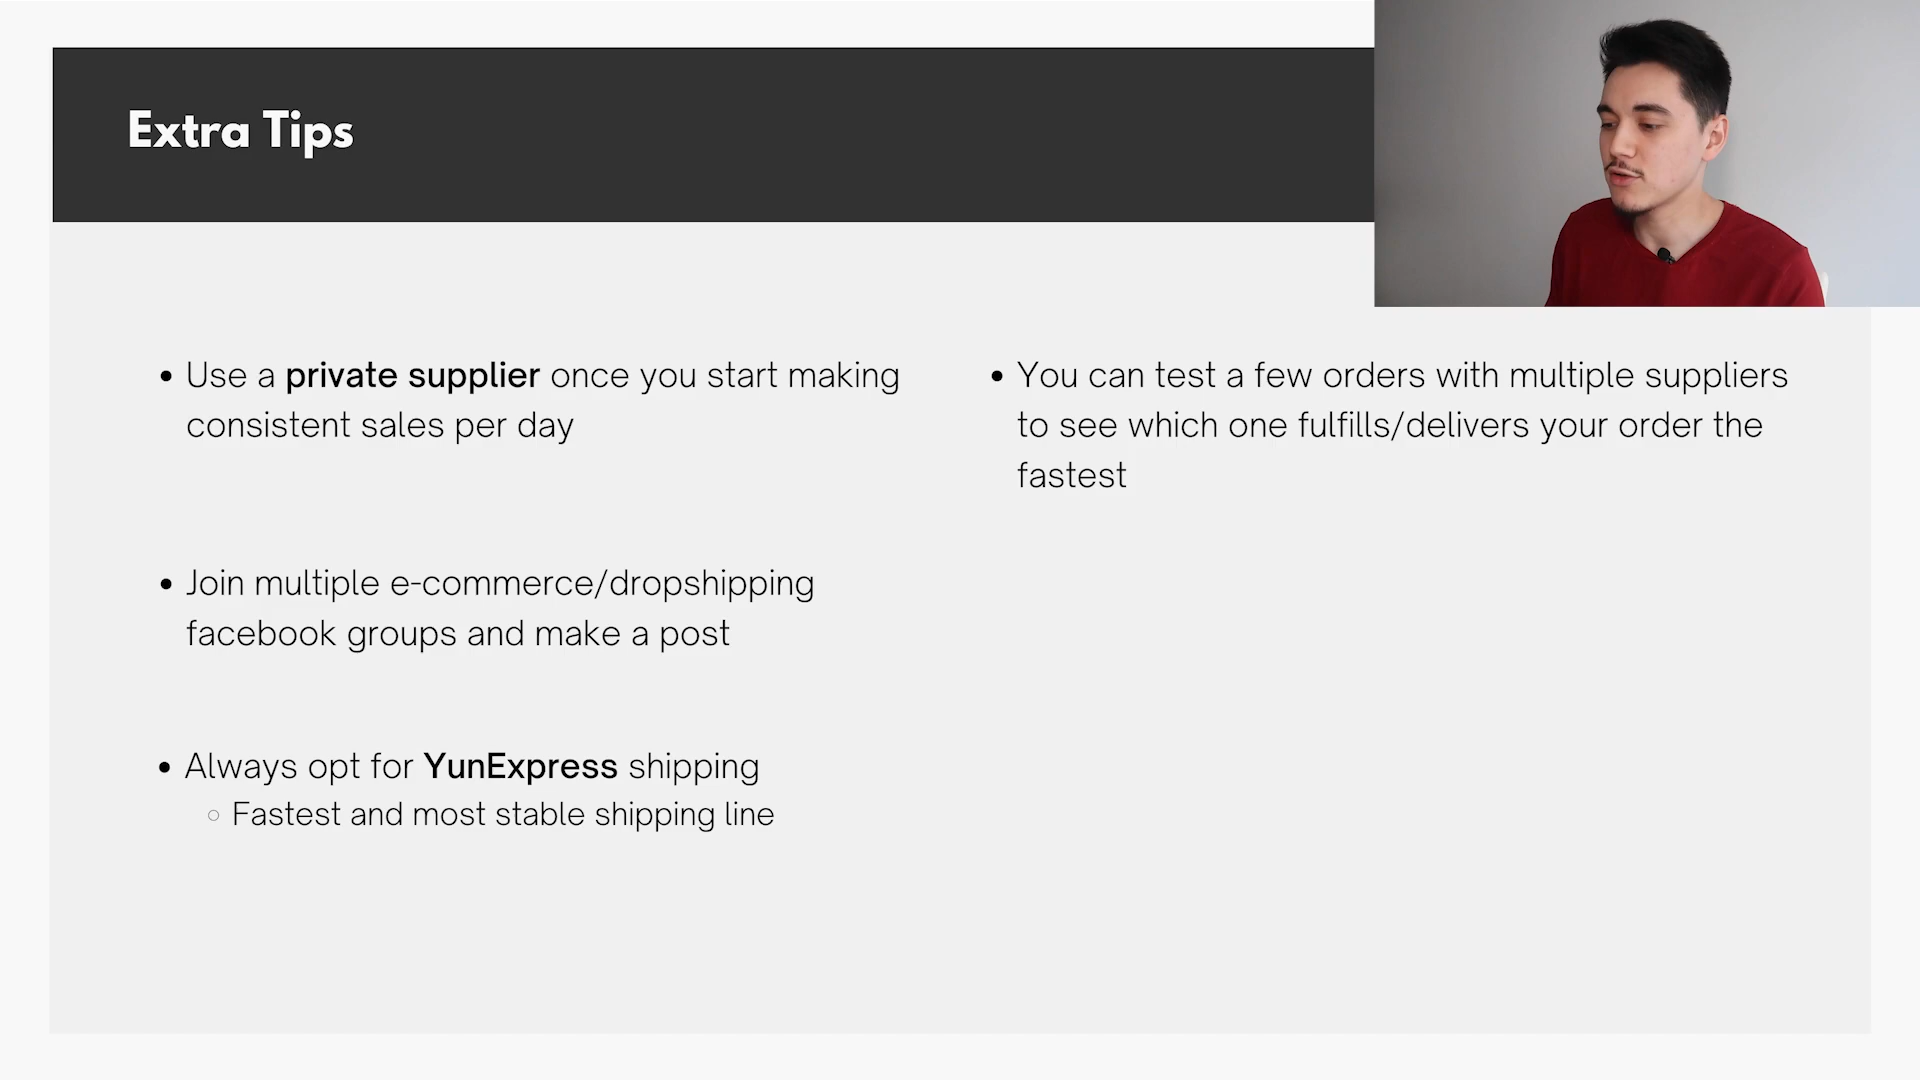 Extra Tips
• Use a private supplier once you start making
consistent sales per day
• Join multiple e-commerce/dropshipping
facebook groups and make a post
• Always opt for YunExpress shipping
◦ Fastest and most stable shipping line
• You can test a few orders with multiple suppliers
to see which one fulfills/delivers your order the
fastest